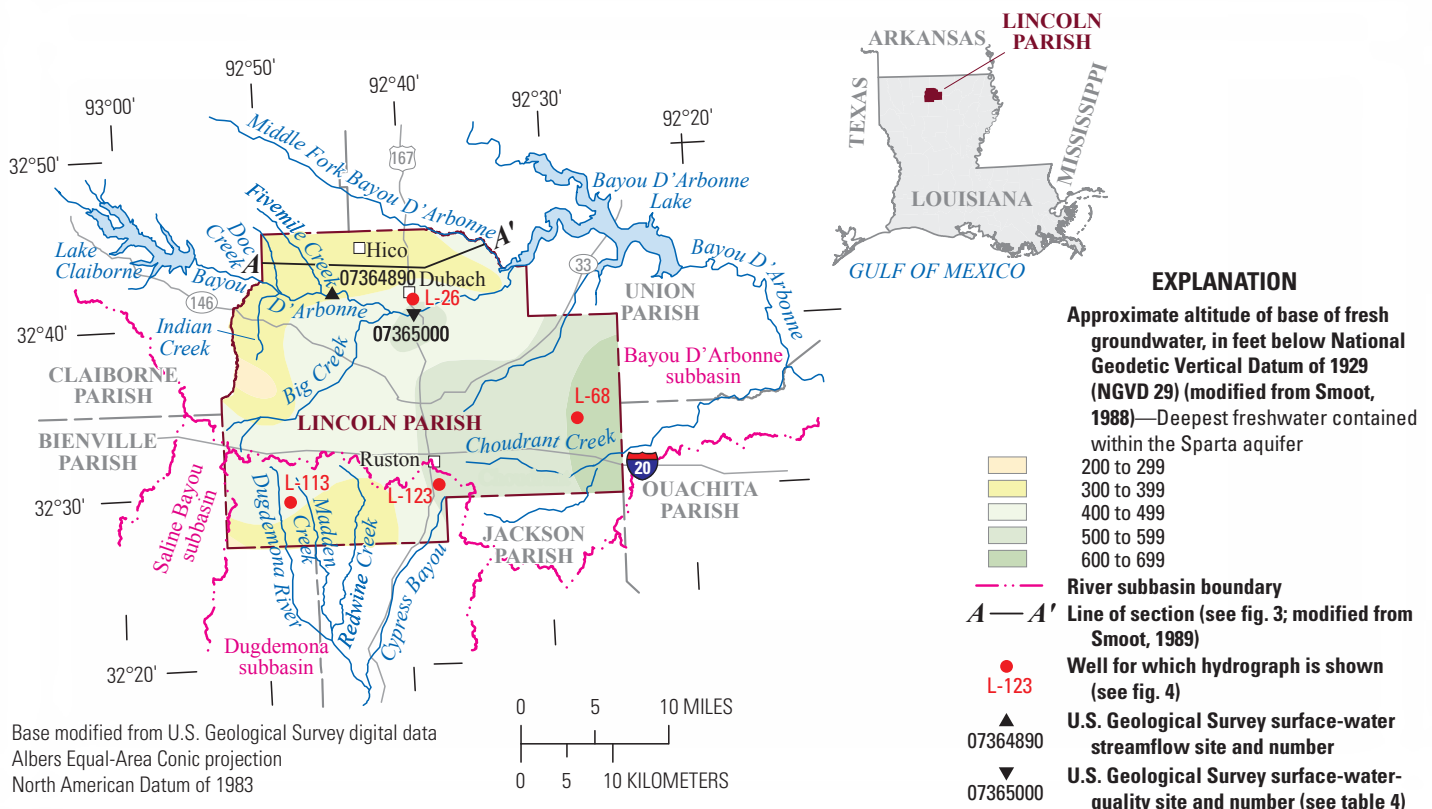 93°00'
92°50'
92°40'
92°30'
92°20'
32°50'
32°40'
32°30'
32°20'
Middle Fork Bayou D'Arbonne
167
Bayou D'Arbonne
Lake
Fivemile Creek
Doc
Creek
Lake
Claiborne
Hico
A
A'
Bayou
D'Arbonne
07364890
Dubach
L-26
07365000
146
33
Bayou D'Arbonne
UNION
PARISH
Indian
Creek
Bayou D'Arbonne
subbasin
CLAIBORNE
PARISH
Big Creek
L-68
LINCOLN PARISH
BIENVILLE
PARISH
Choudrant Creek
Ruston
20
OUACHITA
PARISH
Saline Bayou
subbasin
L-113
L-123
Dugdemona River
Madden
Creek
Redwine Creek
Cypress Bayou
JACKSON
PARISH
Dugdemona
subbasin
0 5 10 MILES
0 5 10 KILOMETERS
Base modified from U.S. Geological Survey digital data
Albers Equal-Area Conic projection
North American Datum of 1983
LINCOLN
PARISH
ARKANSAS
TEXAS
MISSISSIPPI
LOUISIANA
GULF OF MEXICO
EXPLANATION
Approximate altitude of base of fresh
groundwater, in feet below National
Geodetic Vertical Datum of 1929
(NGVD 29) (modified from Smoot,
1988)—Deepest freshwater contained
within the Sparta aquifer
200 to 299
300 to 399
400 to 499
500 to 599
600 to 699
River subbasin boundary
A — A' Line of section (see fig. 3; modified from
Smoot, 1989)
Well for which hydrograph is shown
L-123 (see fig. 4)
U.S. Geological Survey surface-water
07364890 streamflow site and number
U.S. Geological Survey surface-water-
07365000 quality site and number (see table 4)